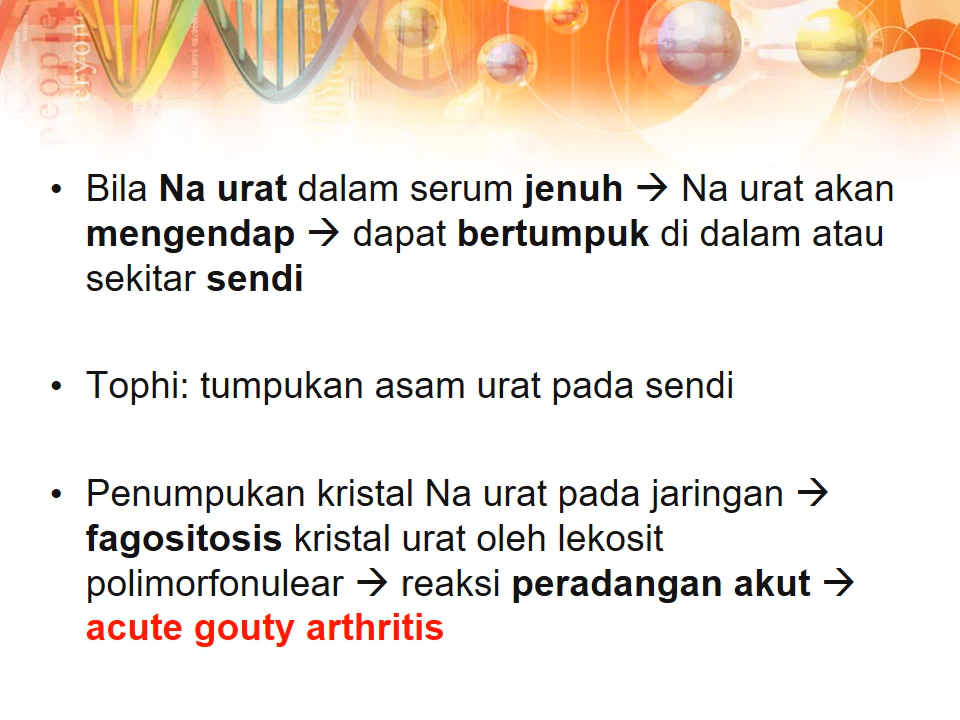 people
eryone
• Bila Na urat dalam serum jenuh → Na urat akan
mengendap → dapat bertumpuk di dalam atau
sekitar sendi
• Tophi: tumpukan asam urat pada sendi
• Penumpukan kristal Na urat pada jaringan →
fagositosis kristal urat oleh lekosit
polimorfonulear → reaksi peradangan akut →
acute gouty arthritis